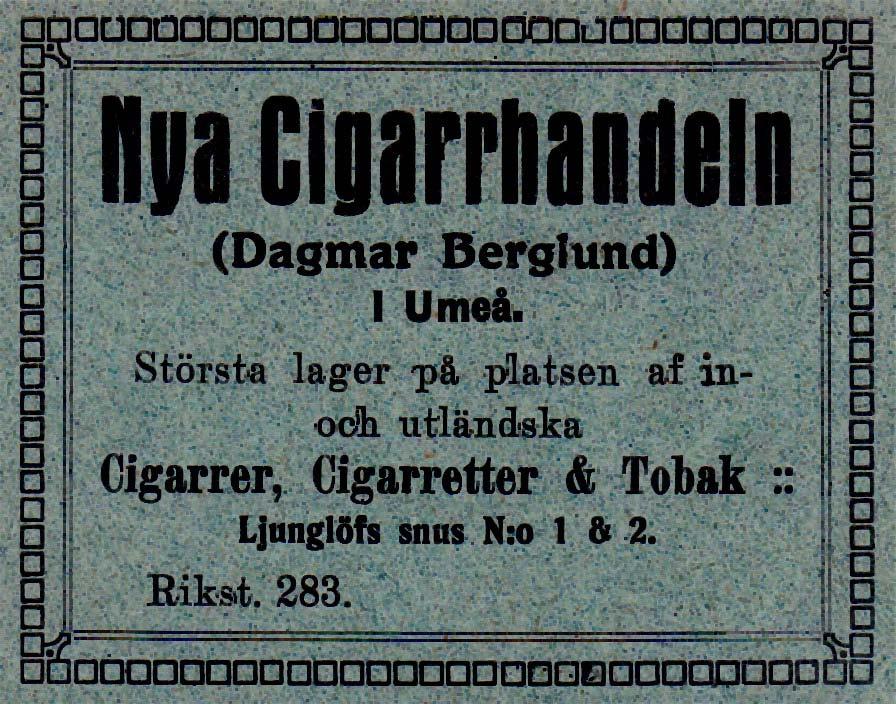 Nya Cigarrhandeln
(Dagmar Berglund)
I Umeå.
Största lager på platsen af in-
och utländska
Cigarrer, Cigarretter & Tobak ::
Ljunglöfs snus N:o 1 & 2.
Rikst. 283.